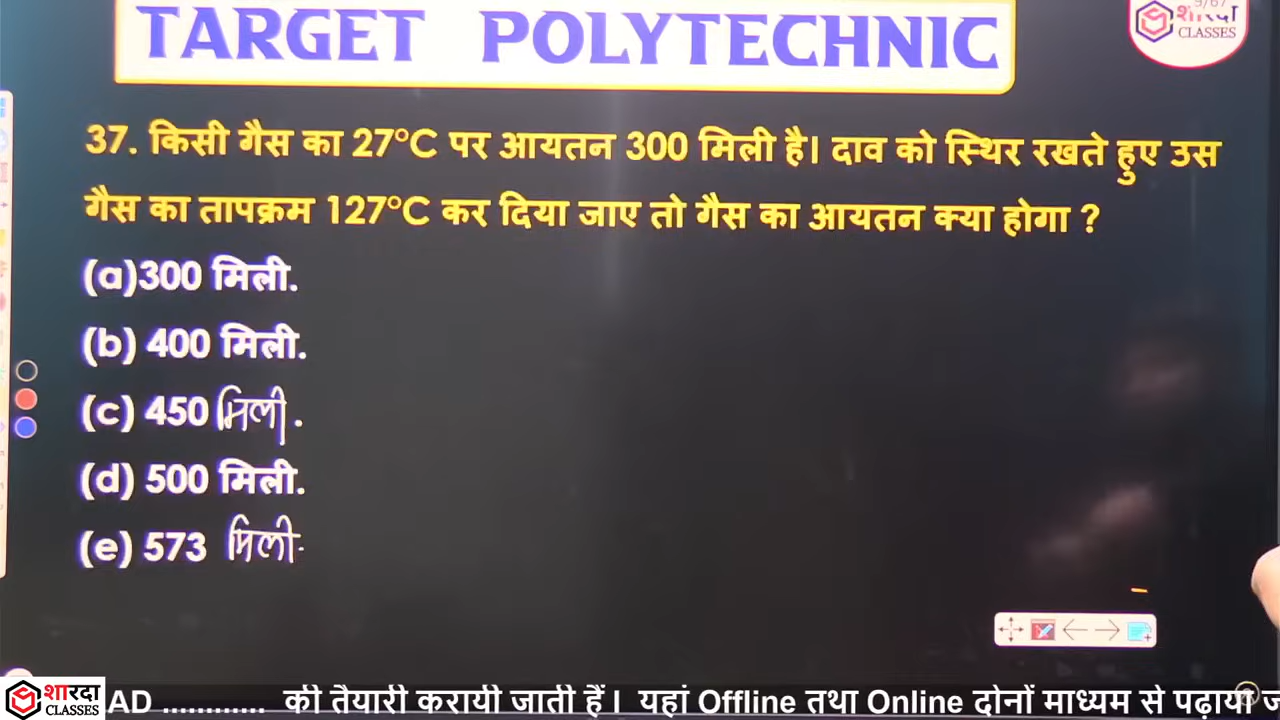 TARGET POLYTECHNIC
शारदा
CLASSES
37. किसी गैस का 27°C पर आयतन 300 मिली है। दाव को स्थिर रखते हुए उस
गैस का तापक्रम 127°C कर दिया जाए तो गैस का आयतन क्या होगा ?
(a)300 मिली.
(b) 400 मिली.
(c) 450 मिली.
(d) 500 मिली.
(e) 573 मिली.
शारदा
CLASSES
AD ............ की तैयारी करायी जाती हैं। यहां Offline तथा Online दोनों माध्यम से पढ़ाया